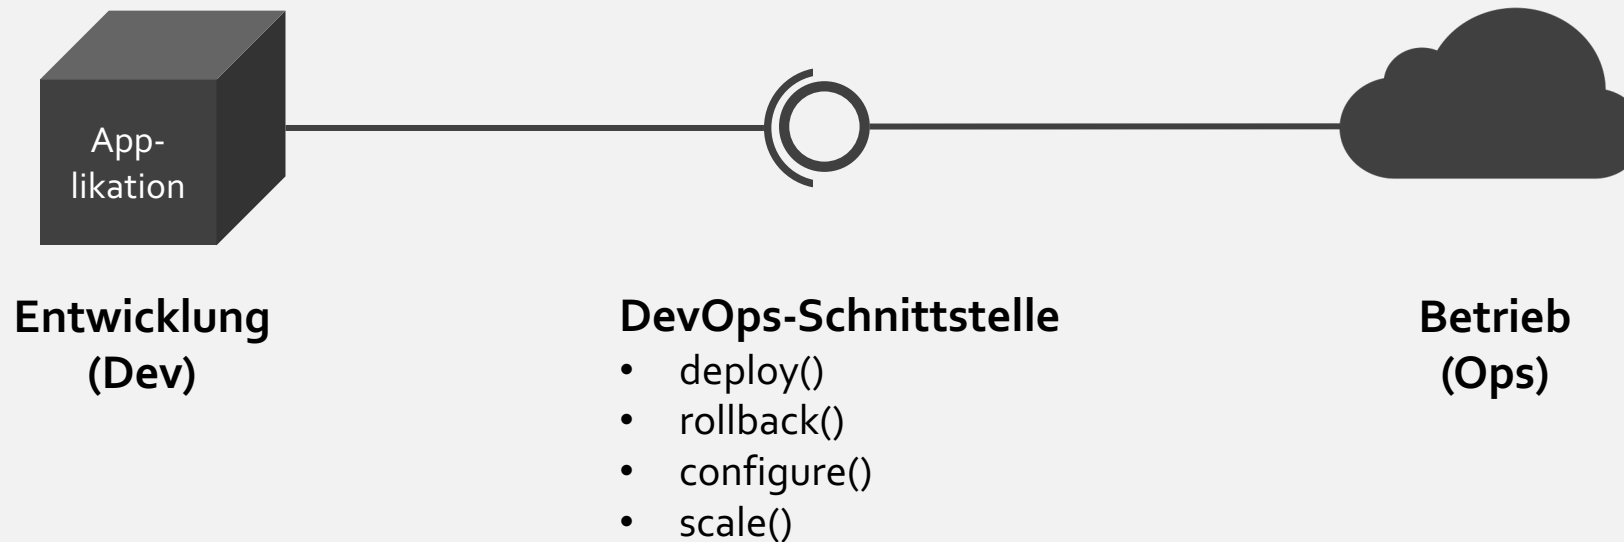 App-
likation
Entwicklung
(Dev)
DevOps-Schnittstelle
• deploy()
• rollback()
• configure()
• scale()
Betrieb
(Ops)